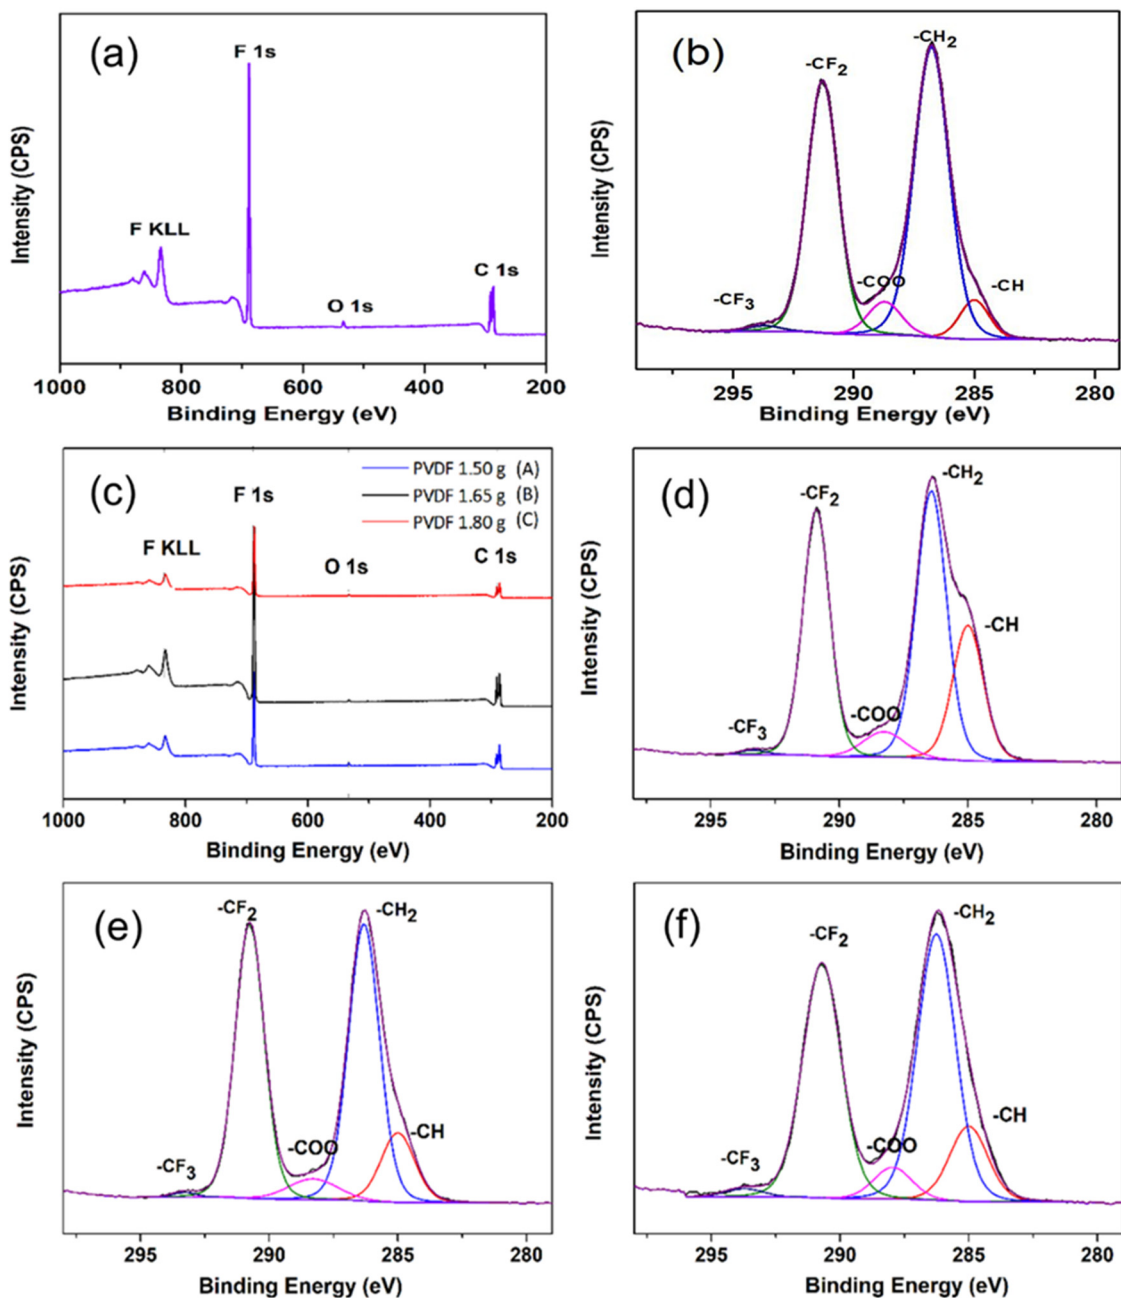 (a)
F 1s
F KLL
O 1s
C 1s
Intensity (CPS)
1000 800 600 400 200
Binding Energy (eV)
(b)
-CH2
-CF2
-COO
-CF3
-CH
Intensity (CPS)
295 290 285 280
Binding Energy (eV)
(c)
PVDF 1.50 g (A)
PVDF 1.65 g (B)
PVDF 1.80 g (C)
F 1s
F KLL
O 1s
C 1s
Intensity (CPS)
1000 800 600 400 200
Binding Energy (eV)
(d)
-CH2
-CF2
-CH
-COO
-CF3
Intensity (CPS)
295 290 285 280
Binding Energy (eV)
(e)
-CF2
-CH2
-COO
-CH
-CF3
Intensity (CPS)
295 290 285 280
Binding Energy (eV)
(f)
-CH2
-CF2
-CH
-COO
-CF3
Intensity (CPS)
295 290 285 280
Binding Energy (eV)